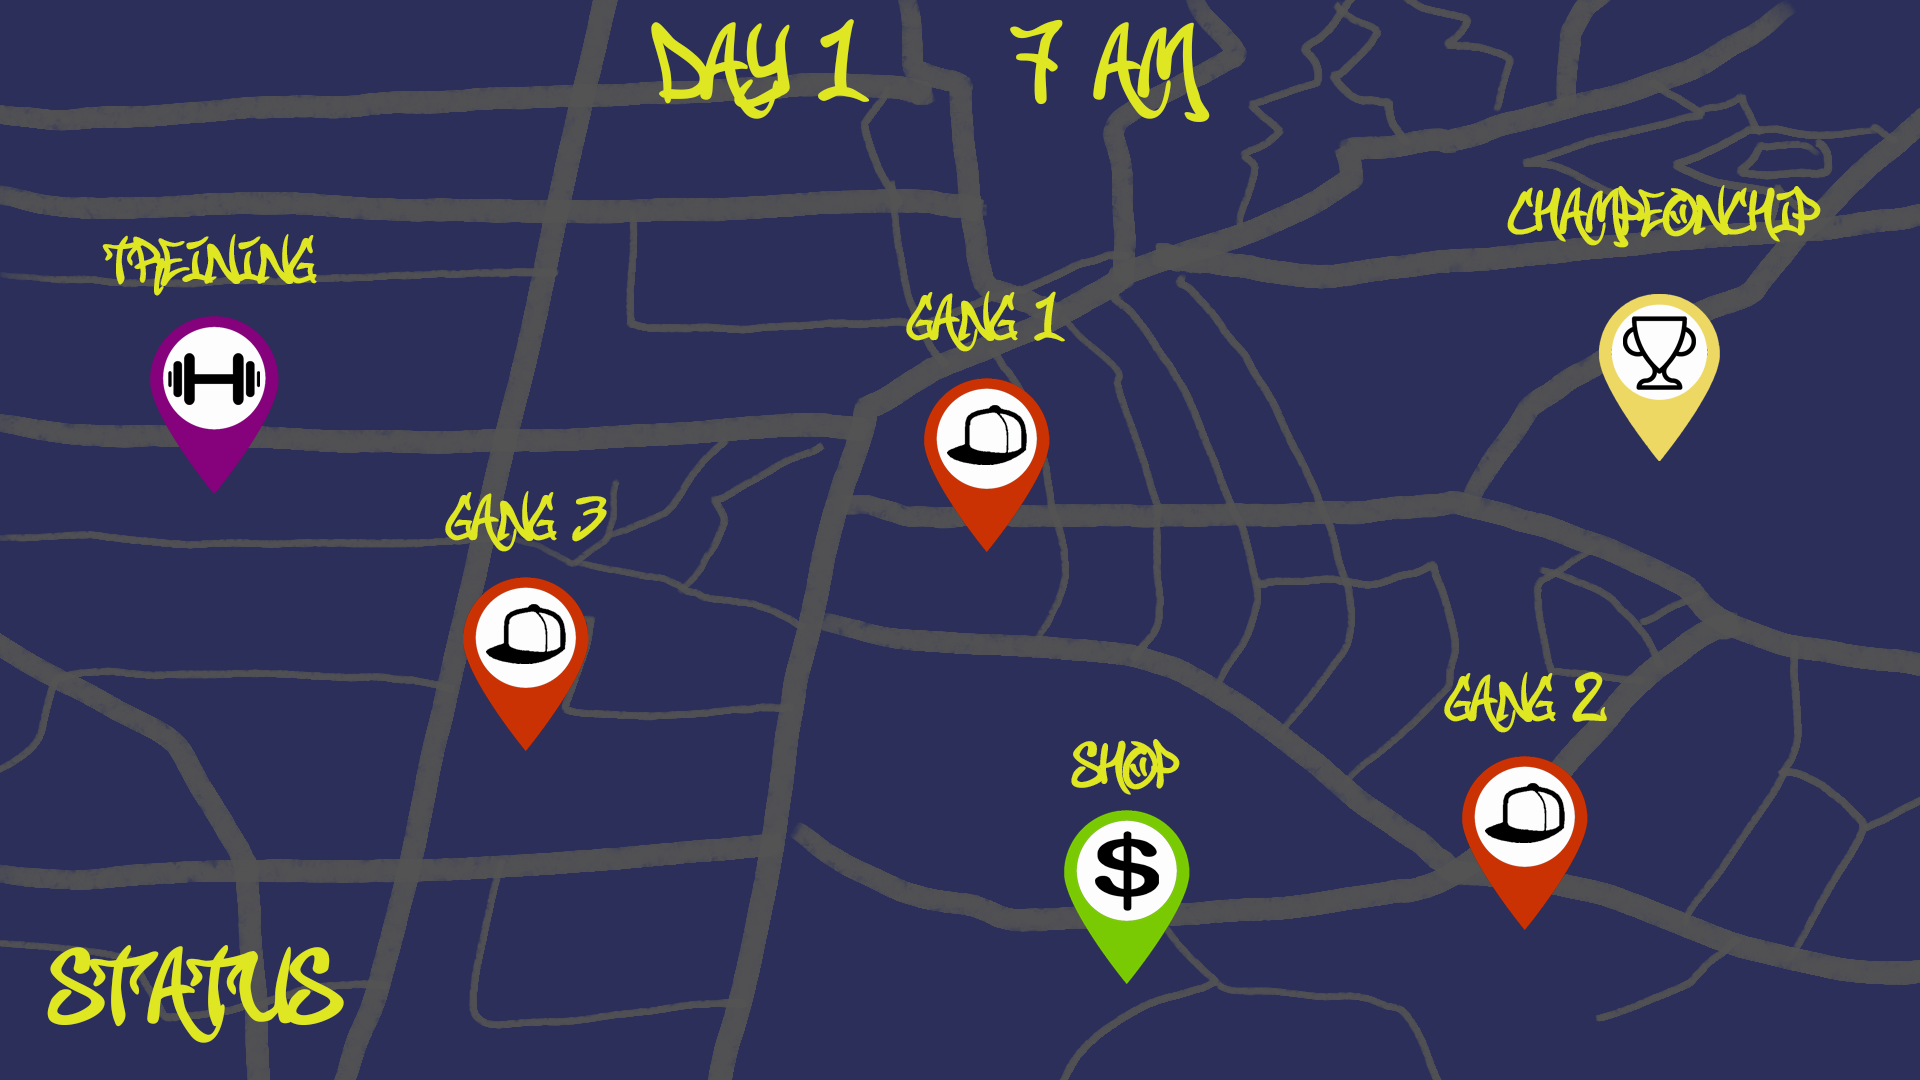 DAY 1 7 AM
CHAMPEONCHIP
TREINING
GANG 1
GANG 3
GANG 2
SHOP
$
STATUS